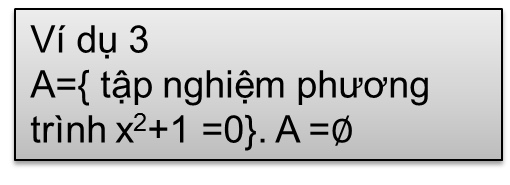 Ví dụ 3
A={ tập nghiệm phương
trình x²+1 =0}. A =∅